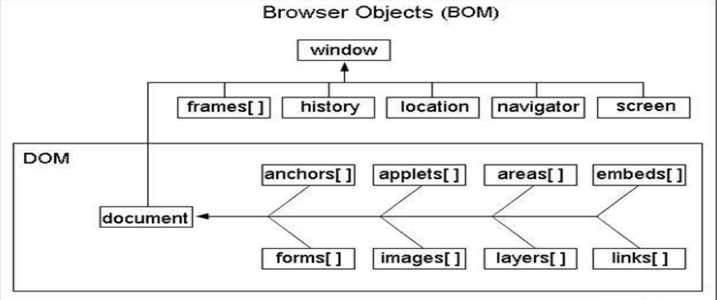 Browser Objects (BOM)
window
frames[ ] history location navigator screen
DOM
anchors[ ] applets[ ] areas[ ] embeds[ ]
document
forms[ ] images[ ] layers[ ] links[ ]